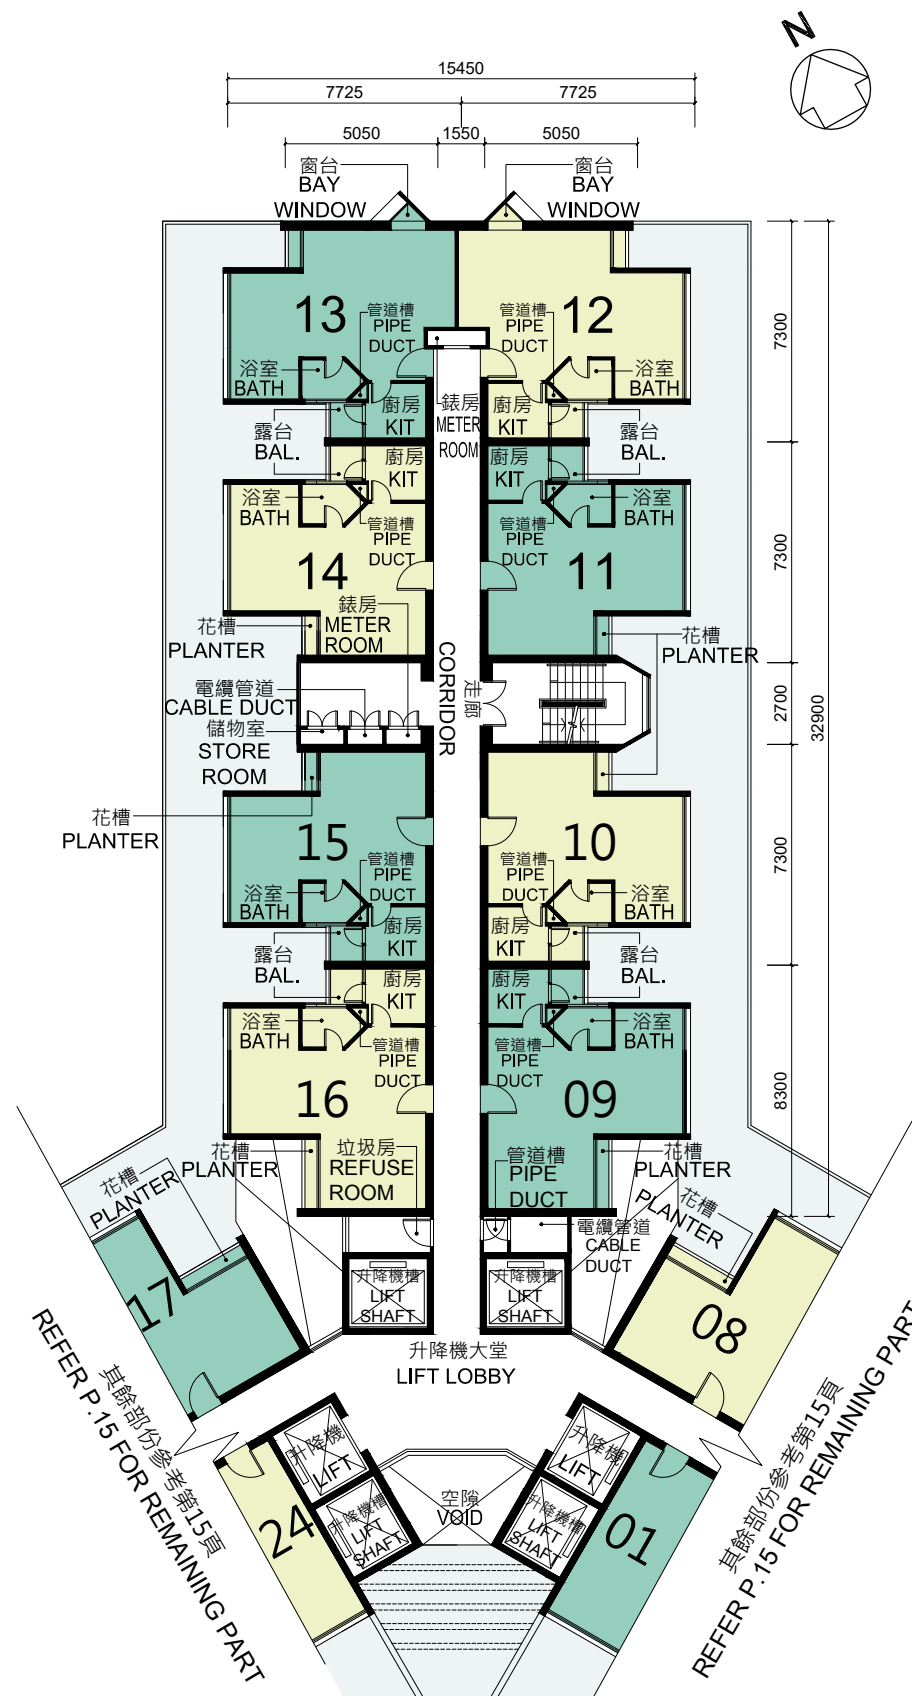 N
15450
7725
7725
5050
1550
5050
窗台
BAY
WINDOW
窗台
BAY
WINDOW
13
管道槽
PIPE
DUCT
浴室
BATH
廚房
KIT
12
管道槽
PIPE
DUCT
浴室
BATH
廚房
KIT
7300
錶房
METER
ROOM
露台
BAL.
露台
BAL.
廚房
KIT
浴室
BATH
管道槽
PIPE
DUCT
14
廚房
KIT
浴室
BATH
管道槽
PIPE
DUCT
11
7300
錶房
METER
ROOM
花槽
PLANTER
花槽
PLANTER
電纜管道
CABLE DUCT
儲物室
STORE
ROOM
CORRIDOR
走廊
2700
32900
花槽
PLANTER
15
管道槽
PIPE
DUCT
浴室
BATH
廚房
KIT
10
管道槽
PIPE
DUCT
浴室
BATH
廚房
KIT
7300
露台
BAL.
露台
BAL.
廚房
KIT
浴室
BATH
管道槽
PIPE
DUCT
16
廚房
KIT
浴室
BATH
管道槽
PIPE
DUCT
09
8300
花槽
PLANTER
垃圾房
REFUSE
ROOM
管道槽
PIPE
DUCT
花槽
PLANTER
花槽
PLANTER
花槽
PLANTER
電纜管道
CABLE
DUCT
17
升降機槽
LIFT
SHAFT
升降機槽
LIFT
SHAFT
08
升降機大堂
LIFT LOBBY
其餘部份參考第15頁
REFER P.15 FOR REMAINING PART
其餘部份參考第15頁
REFER P.15 FOR REMAINING PART
升降機
LIFT
升降機
LIFT
24
升降機槽
LIFT
SHAFT
空隙
VOID
升降機槽
LIFT
SHAFT
01